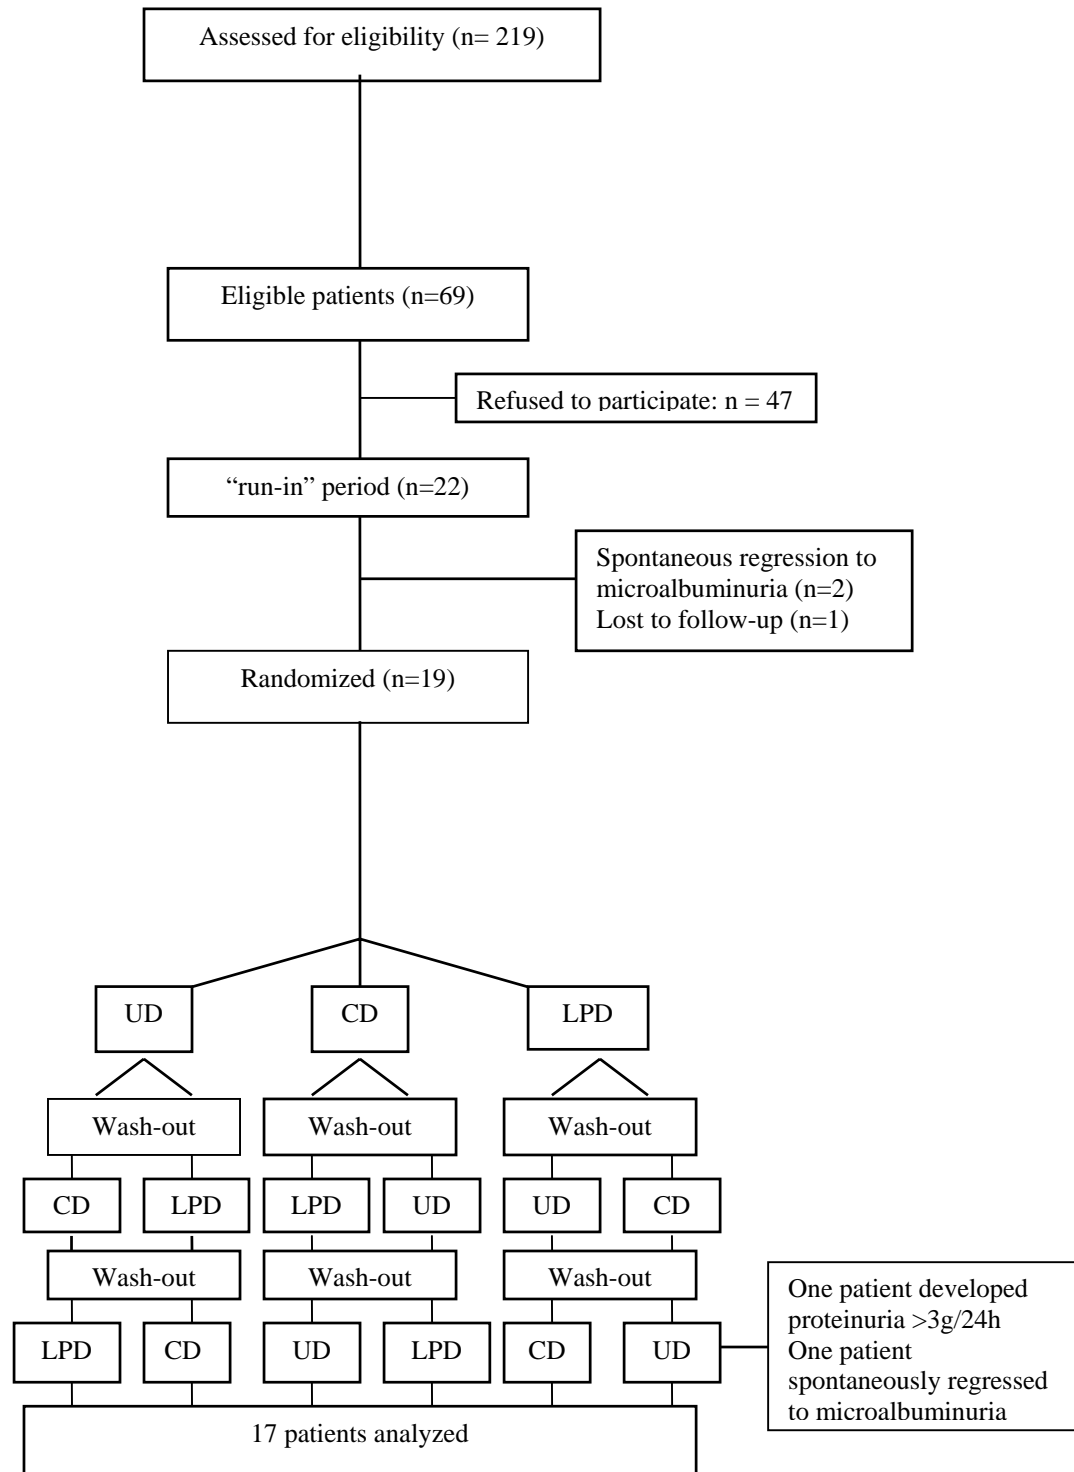 Assessed for eligibility (n= 219)
Eligible patients (n=69)
Refused to participate: n = 47
“run-in” period (n=22)
Spontaneous regression to
microalbuminuria (n=2)
Lost to follow-up (n=1)
Randomized (n=19)
UD
CD
LPD
Wash-out
Wash-out
Wash-out
CD
LPD
LPD
UD
UD
CD
Wash-out
Wash-out
Wash-out
LPD
CD
UD
LPD
CD
UD
One patient developed
proteinuria >3g/24h
One patient
spontaneously regressed
to microalbuminuria
17 patients analyzed